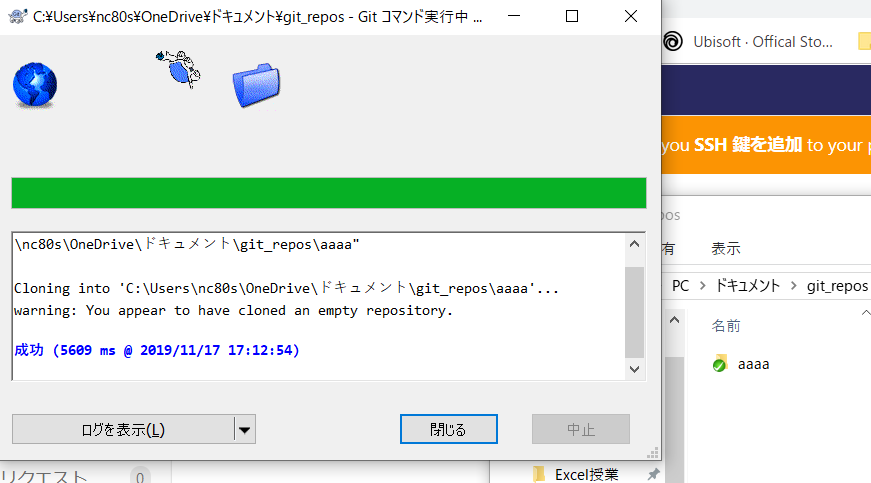 C:¥Users¥nc80s¥OneDrive¥ドキュメント¥git_repos - Git コマンド実行中 ...
Ubisoft · Offical Sto...
you SSH 鍵を追加 to your p
\nc80s\OneDrive\ドキュメント\git_repos\aaaa"
Cloning into 'C:\Users\nc80s\OneDrive\ドキュメント\git_repos\aaaa'...
warning: You appear to have cloned an empty repository.
成功 (5609 ms @ 2019/11/17 17:12:54)
ログを表示(L)
閉じる
中止
pos
有
表示
PC > ドキュメント > git_repos
名前
aaaa
リクエスト
0
Excel授業